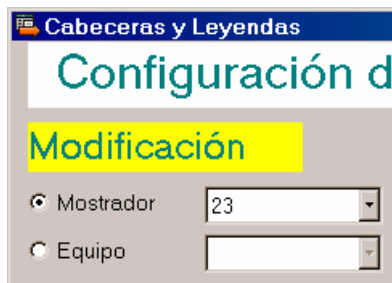 Cabeceras y Leyendas
Configuración d
Modificación
Mostrador 23
Equipo